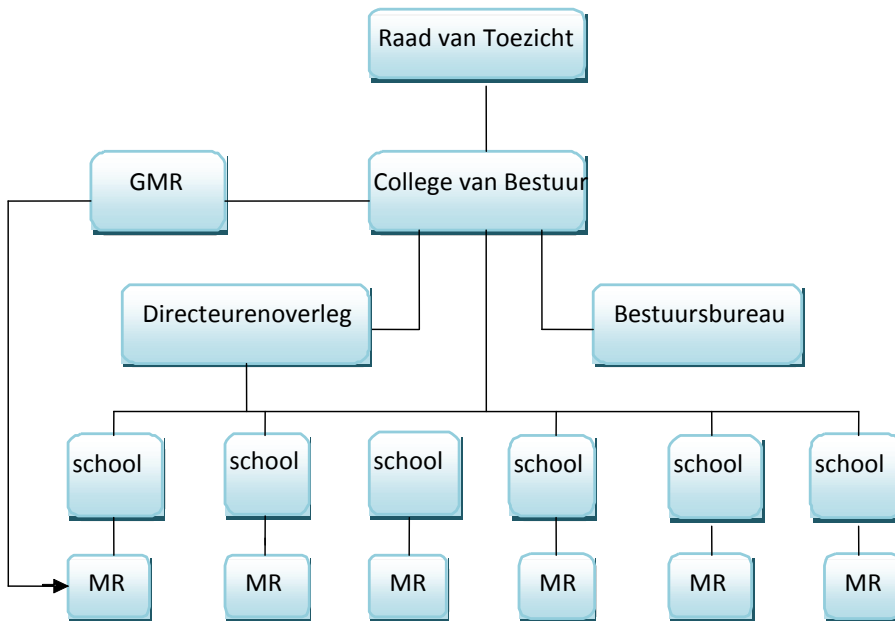 Raad van Toezicht
GMR
College van Bestuur
Directeurenoverleg
Bestuursbureau
school
school
school
school
school
school
MR
MR
MR
MR
MR
MR